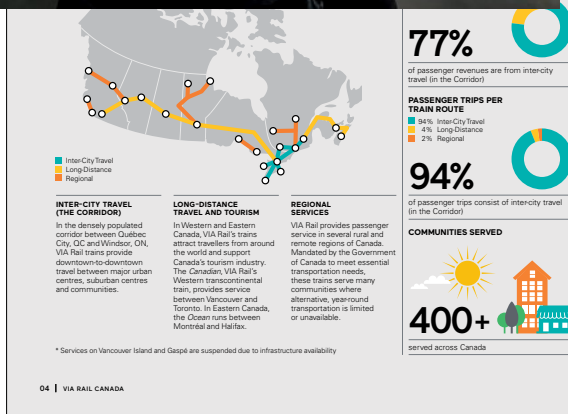 77%
of passenger revenues are from inter-city
travel (in the Corridor)
PASSENGER TRIPS PER
TRAIN ROUTE
94% Inter-City Travel
4% Long-Distance
2% Regional
94%
of passenger trips consist of inter-city travel
(in the Corridor)
COMMUNITIES SERVED
400+
served across Canada
Inter-City Travel
Long-Distance
Regional
INTER-CITY TRAVEL
(THE CORRIDOR)
In the densely populated
corridor between Québec
City, QC and Windsor, ON,
VIA Rail trains provide
downtown-to-downtown
travel between major urban
centres, suburban centres
and communities.
LONG-DISTANCE
TRAVEL AND TOURISM
In Western and Eastern
Canada, VIA Rail's trains
attract travellers from around
the world and support
Canada's tourism industry.
The Canadian, VIA Rail's
Western transcontinental
train, provides service
between Vancouver and
Toronto. In Eastern Canada,
the Ocean runs between
Montréal and Halifax.
REGIONAL
SERVICES
VIA Rail provides passenger
service in several rural and
remote regions of Canada.
Mandated by the Government
of Canada to meet essential
transportation needs,
these trains serve many
communities where
alternative, year-round
transportation is limited
or unavailable.
* Services on Vancouver Island and Gaspé are suspended due to infrastructure availability
04 | VIA RAIL CANADA